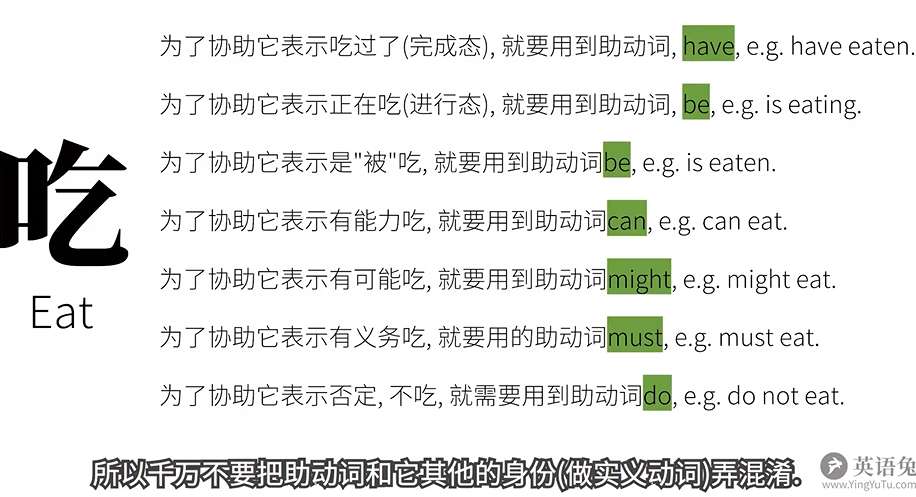 为了协助它表示吃过了(完成态), 就要用到助动词, have, e.g. have eaten.
为了协助它表示正在吃(进行态), 就要用到助动词, be, e.g. is eating.
为了协助它表示是"被"吃, 就要用到助动词be, e.g. is eaten.
为了协助它表示有能力吃, 就要用到助动词can, e.g. can eat.
为了协助它表示有可能吃, 就要用到助动词might, e.g. might eat.
为了协助它表示有义务吃, 就要用的助动词must, e.g. must eat.
为了协助它表示否定, 不吃, 就需要用到助动词do, e.g. do not eat.
吃
Eat
所以千万不要把助动词和它其他的身份(做实义动词)弄混淆.
英语兔
www.YingYuTu.com